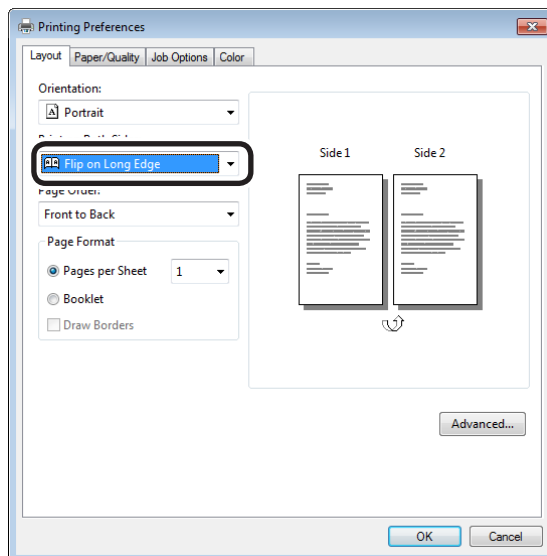 Printing Preferences
Layout Paper/Quality Job Options Color
Orientation:
Portrait
Flip on Long Edge
Front to Back
Page Format
Pages per Sheet 1
Booklet
Draw Borders
Side 1 Side 2
Advanced...
OK Cancel